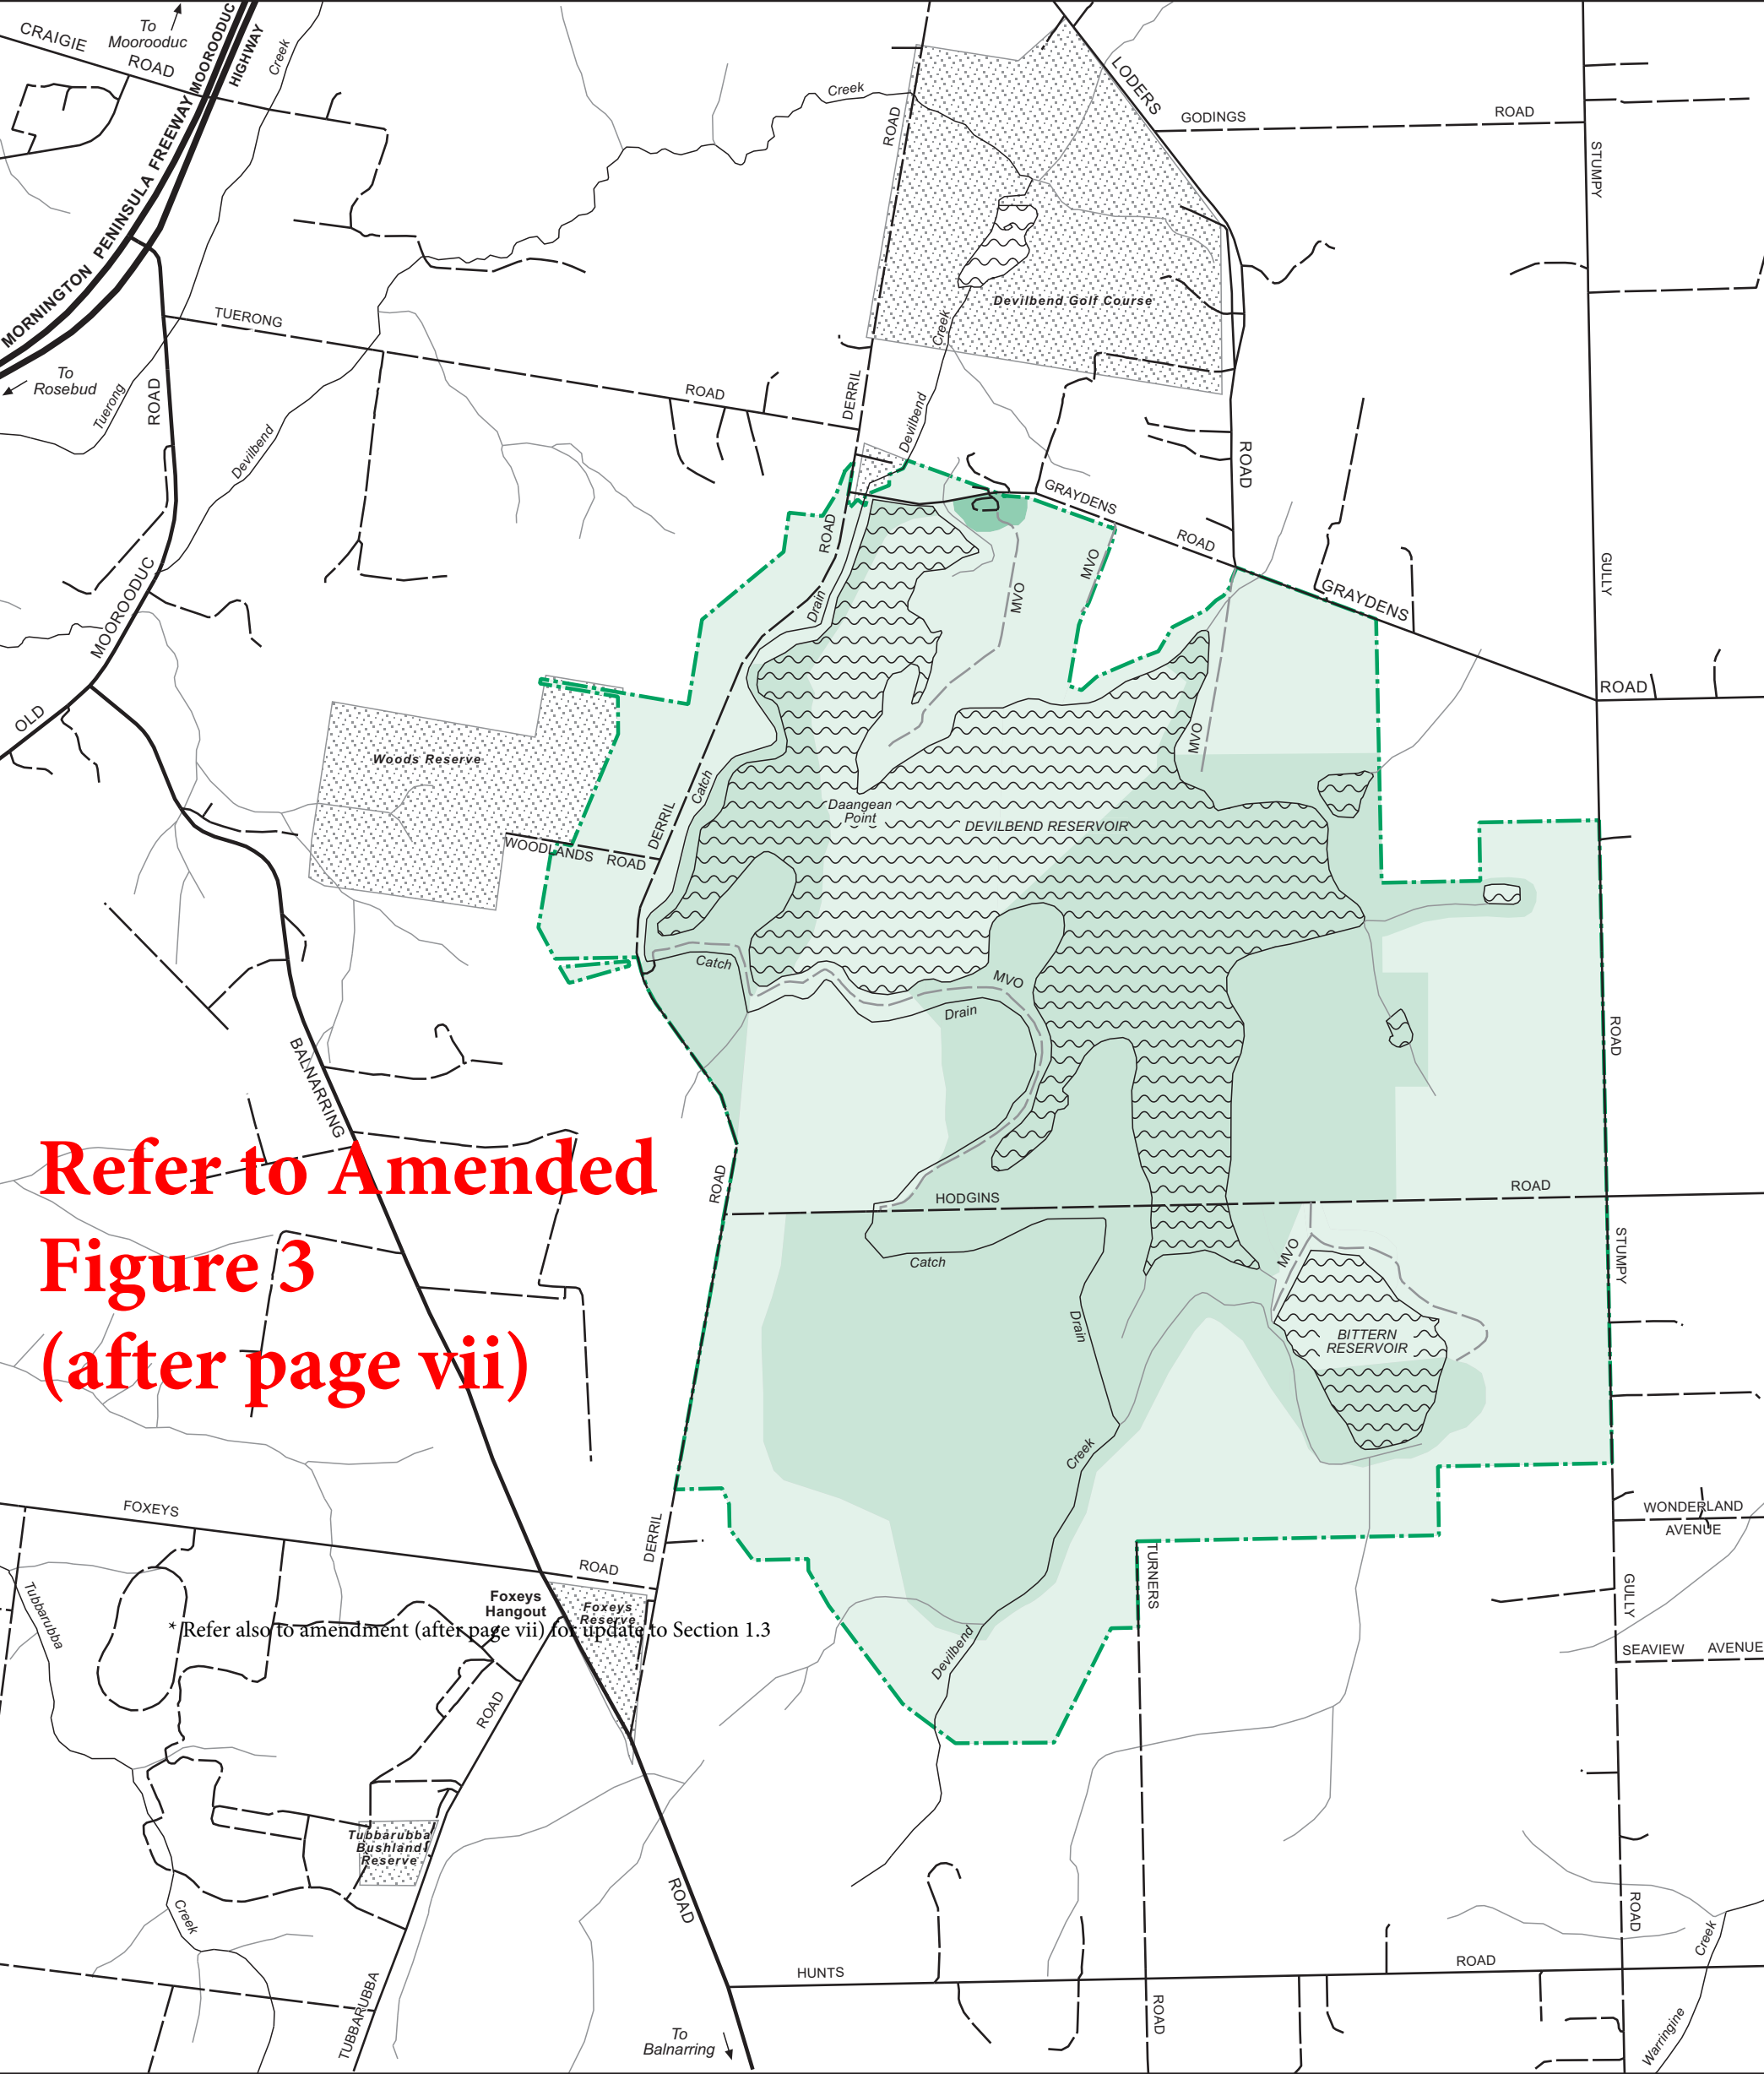 To
Moorooduc
CRAIGIE
ROAD
MOORODUC
HIGHWAY
Creek
MORNINGTON PENINSULA FREEWAY
To
Rosebud
Tuerong
ROAD
TUERONG
ROAD
Devilbend
MOOROODUC
OLD
Creek
ROAD
LODERS
GODINGS
ROAD
STUMPY
Devilbend Golf Course
Creek
DERRIL
Devilbend
ROAD
GRAYDENS
ROAD
ROAD
MVO
MVO
GRAYDENS
GULLY
ROAD
Drain
Woods Reserve
MVO
Catch
DERRIL
Daangean
Point
DEVILBEND RESERVOIR
WOODLANDS ROAD
Catch
MVO
Drain
ROAD
BALNARRING
Refer to Amended
Figure 3
(after page vii)
ROAD
HODGINS
ROAD
Catch
MVO
STUMPY
Drain
BITTERN
RESERVOIR
Creek
FOXEYS
ROAD
DERRIL
WONDERLAND
AVENUE
TURNERS
GULLY
Foxeys
Hangout
Foxeys
Reserve
* Refer also to amendment (after page vii) for update to Section 1.3
Tubbarubba
Devilbend
SEAVIEW AVENUE
ROAD
Tubbarubba
Bushland
Reserve
Creek
ROAD
ROAD
Creek
HUNTS
ROAD
TUBBARUBBA
ROAD
To
Balnarring
Warringine